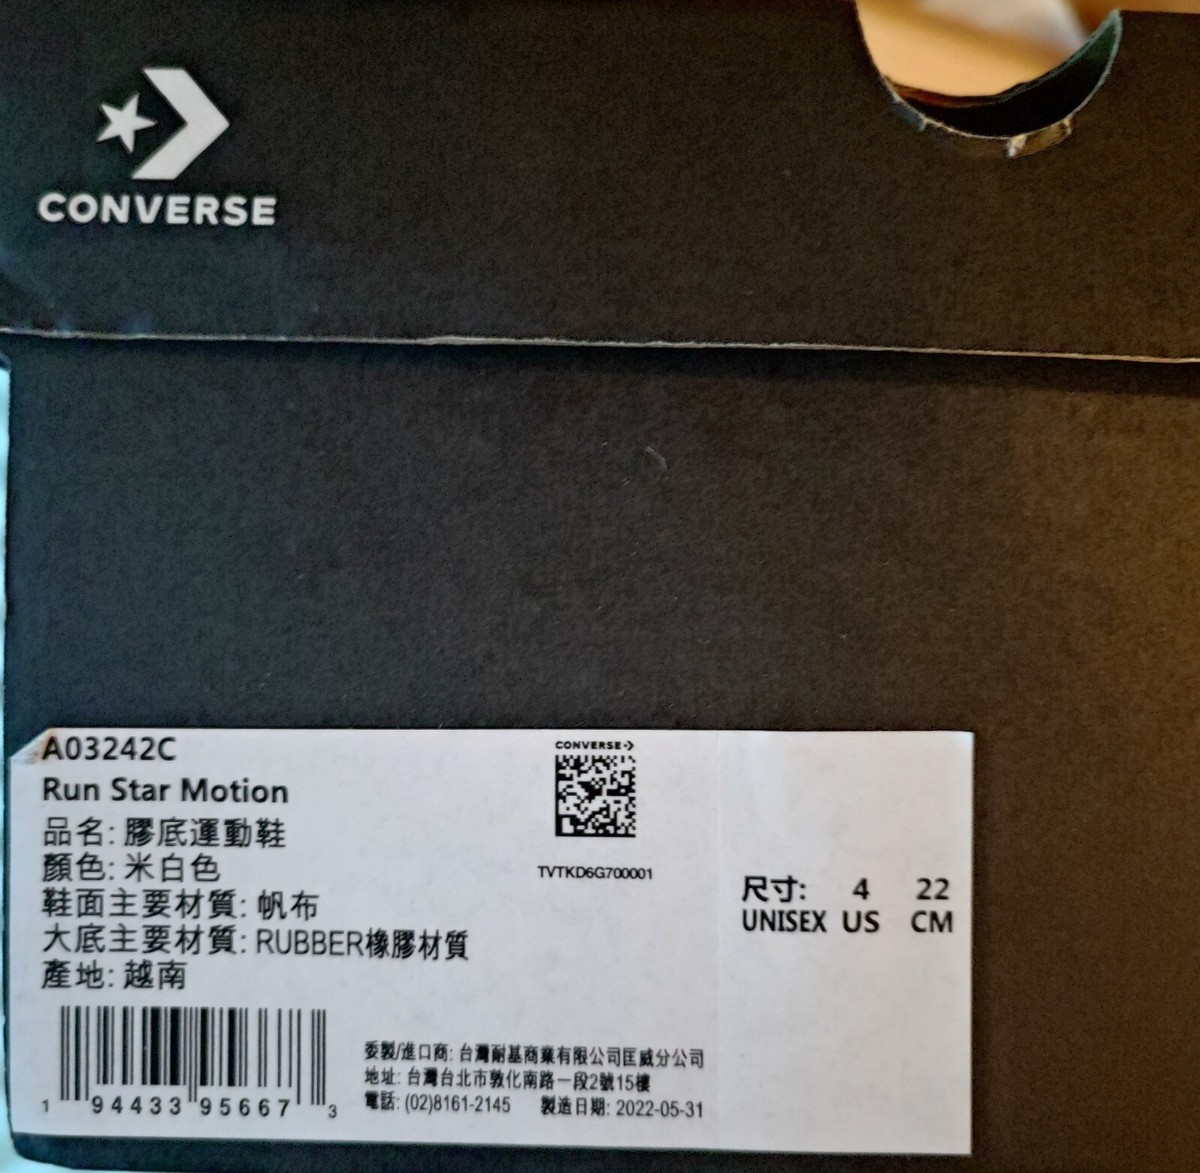 CONVERSE
A03242C
Run Star Motion
品名: 膠底運動鞋
顏色: 米白色
鞋面主要材質: 帆布
大底主要材質: RUBBER橡膠材質
產地: 越南
CONVERSE
TVTKD6G700001
尺寸: 4 22
UNISEX US CM
1 94433 95667 3
委製/進口商: 台灣耐基商業有限公司匡威分公司
地址: 台灣台北市敦化南路一段2號15樓
電話: (02)8161-2145 製造日期: 2022-05-31